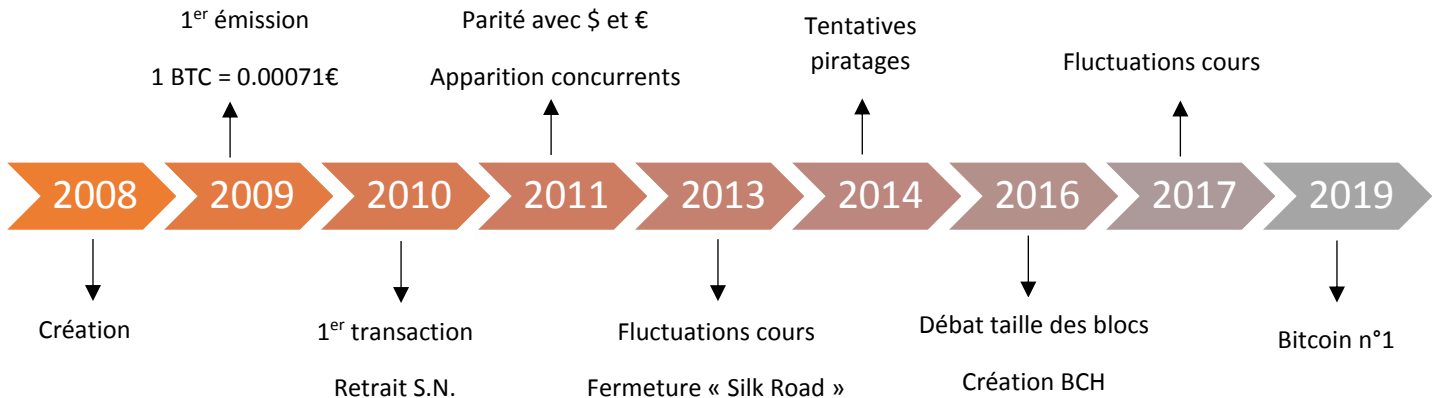 1er émission
1 BTC = 0.00071€
Parité avec $ et €
Apparition concurrents
Tentatives
piratages
Fluctuations cours
2008
2009
2010
2011
2013
2014
2016
2017
2019
Création
1er transaction
Retrait S.N.
Fluctuations cours
Fermeture « Silk Road »
Débat taille des blocs
Création BCH
Bitcoin n°1